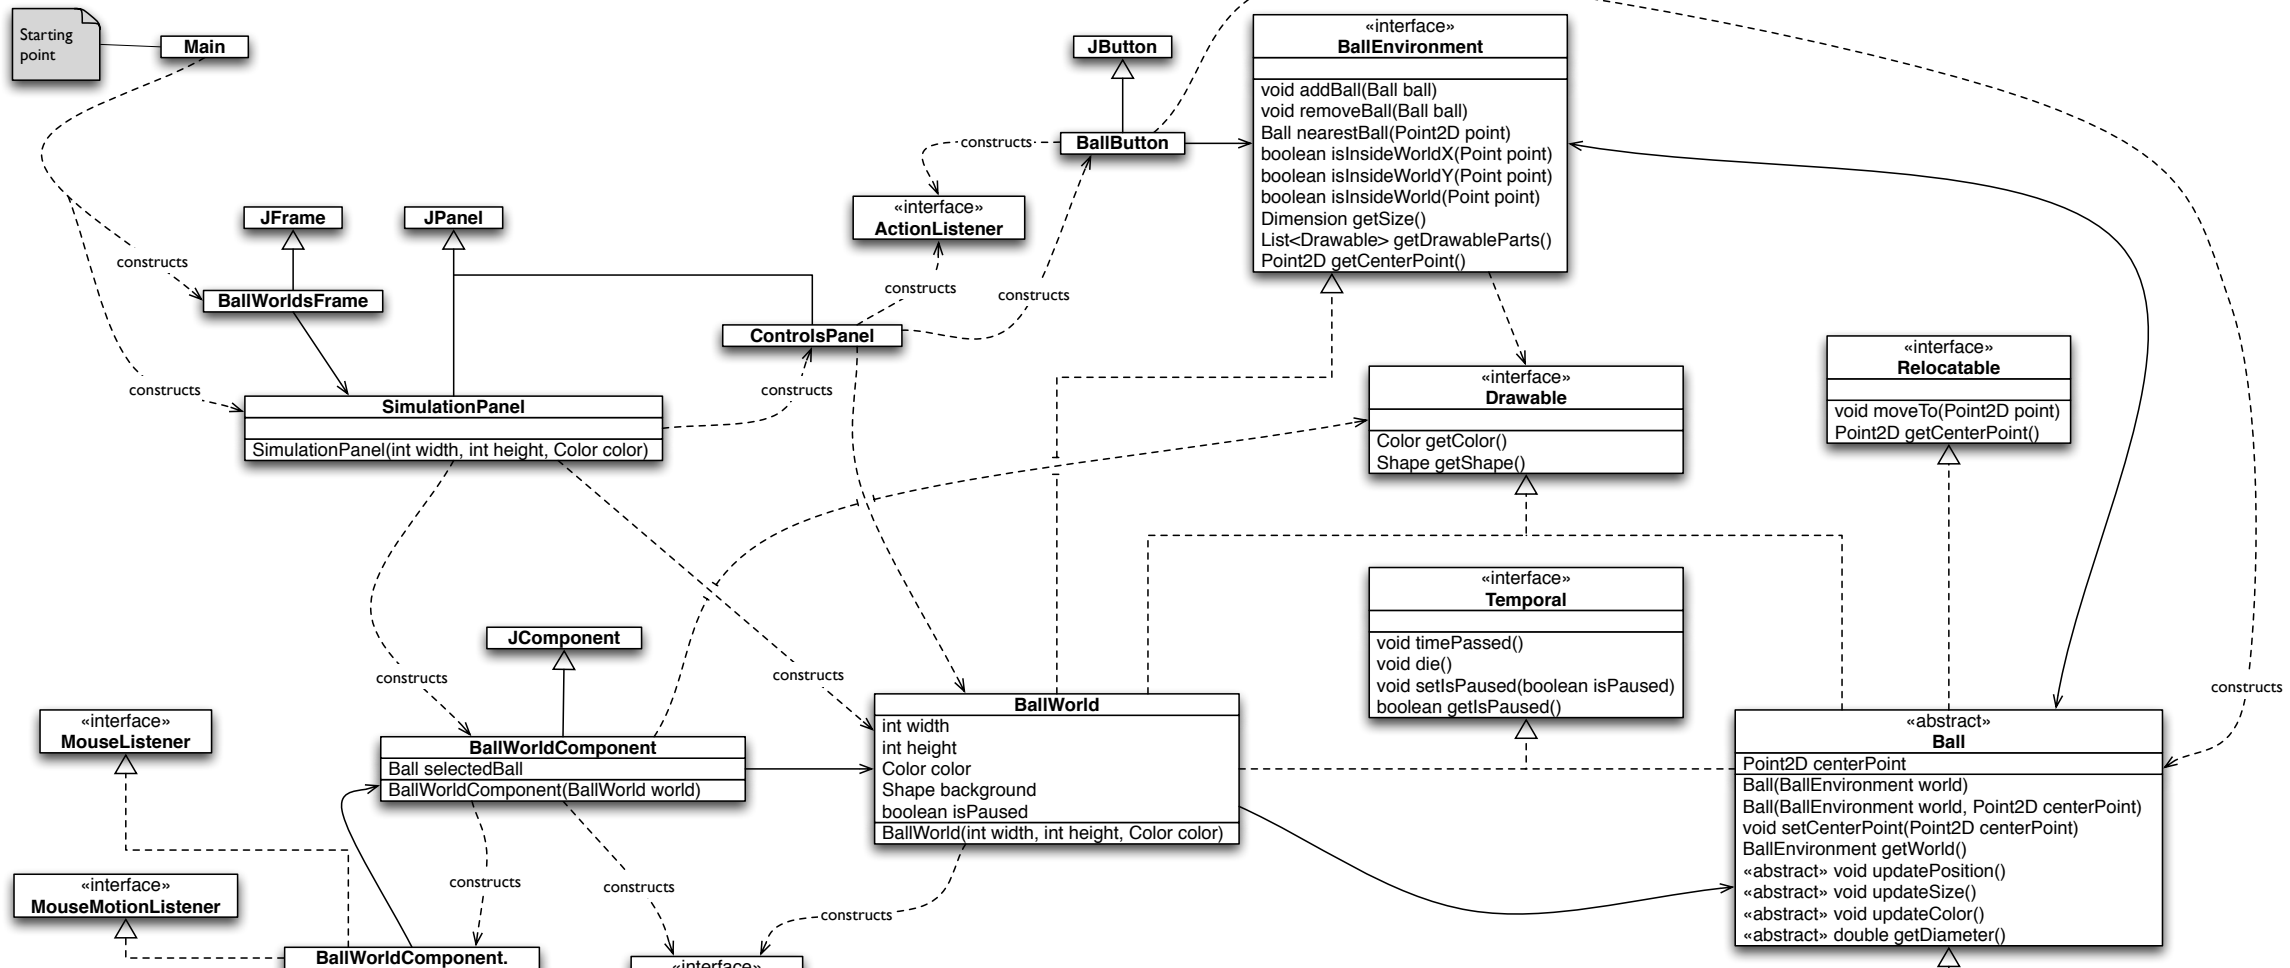 Starting
point
Main
JButton
«interface»
BallEnvironment
void addBall(Ball ball)
void removeBall(Ball ball)
Ball nearestBall(Point2D point)
boolean isInsideWorldX(Point point)
boolean isInsideWorldY(Point point)
boolean isInsideWorld(Point point)
Dimension getSize()
List<Drawable> getDrawableParts()
Point2D getCenterPoint()
constructs
BallButton
«interface»
ActionListener
JFrame
JPanel
constructs
constructs
constructs
BallWorldsFrame
ControlsPanel
constructs
constructs
SimulationPanel
SimulationPanel(int width, int height, Color color)
«interface»
Drawable
Color getColor()
Shape getShape()
«interface»
Relocatable
void moveTo(Point2D point)
Point2D getCenterPoint()
«interface»
Temporal
void timePassed()
void die()
void setIsPaused(boolean isPaused)
boolean getIsPaused()
JComponent
constructs
constructs
constructs
«interface»
MouseListener
BallWorldComponent
Ball selectedBall
BallWorldComponent(BallWorld world)
BallWorld
int width
int height
Color color
Shape background
boolean isPaused
BallWorld(int width, int height, Color color)
«abstract»
Ball
Point2D centerPoint
Ball(BallEnvironment world)
Ball(BallEnvironment world, Point2D centerPoint)
void setCenterPoint(Point2D centerPoint)
BallEnvironment getWorld()
«abstract» void updatePosition()
«abstract» void updateSize()
«abstract» void updateColor()
«abstract» double getDiameter()
«interface»
MouseMotionListener
constructs
constructs
constructs
BallWorldComponent.
«interface»